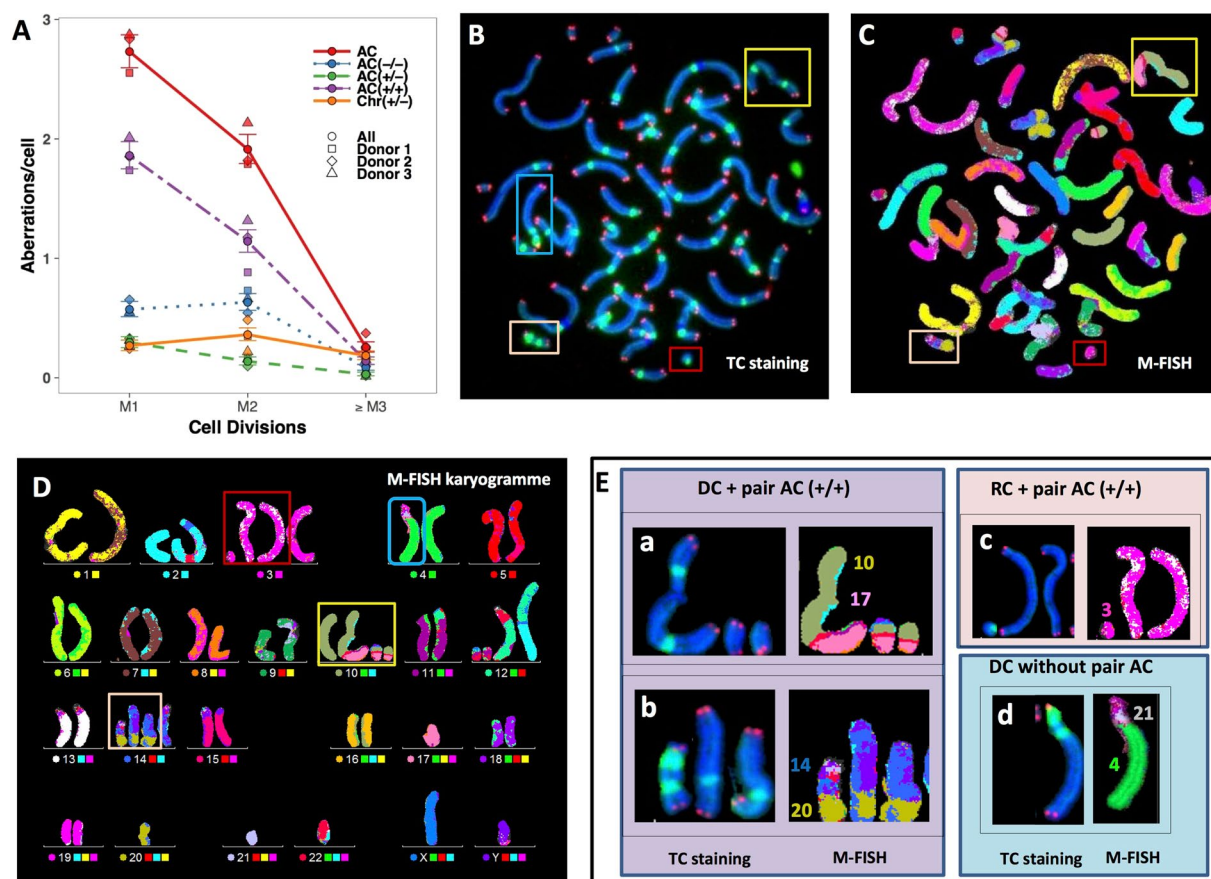 A
3
2
1
0
Aberrations/cell
M1
M2
≥ M3
Cell Divisions
AC
AC(−/−)
AC(+/−)
AC(+/+)
Chr(+/−)
All
Donor 1
Donor 2
Donor 3
B
TC staining
C
M-FISH
D
M-FISH karyogramme
1
2
3
4
5
6
7
8
9
10
11
12
13
14
15
16
17
18
19
20
21
22
X
Y
E
DC + pair AC (+/+)
a
10
17
b
14
20
TC staining
M-FISH
RC + pair AC (+/+)
c
3
DC without pair AC
d
21
4
TC staining
M-FISH